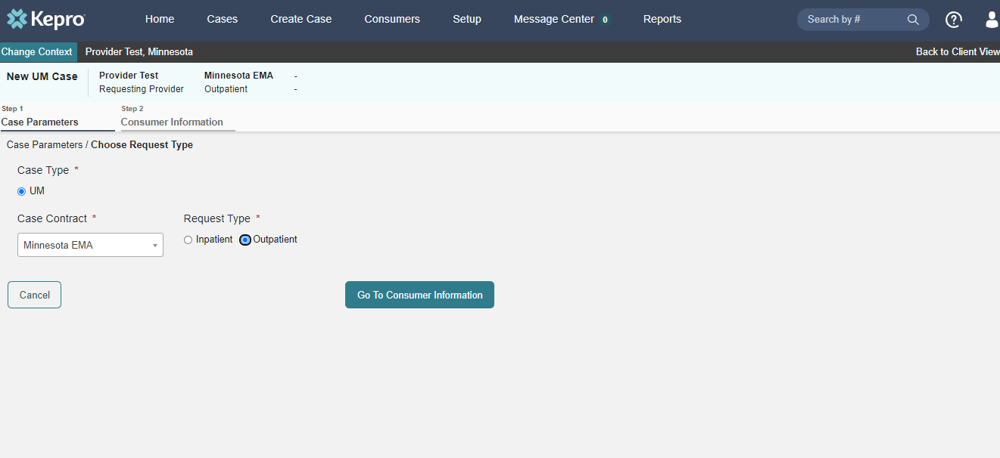 Kepro Home Cases Create Case Consumers Setup Message Center 0 Reports Search by #
Change Context Provider Test, Minnesota Back to Client View
New UM Case Provider Test Minnesota EMA -
Requesting Provider Outpatient -
Step 1 Step 2
Case Parameters Consumer Information
Case Parameters / Choose Request Type
Case Type *
UM
Case Contract * Request Type *
Minnesota EMA Inpatient Outpatient
Cancel Go To Consumer Information